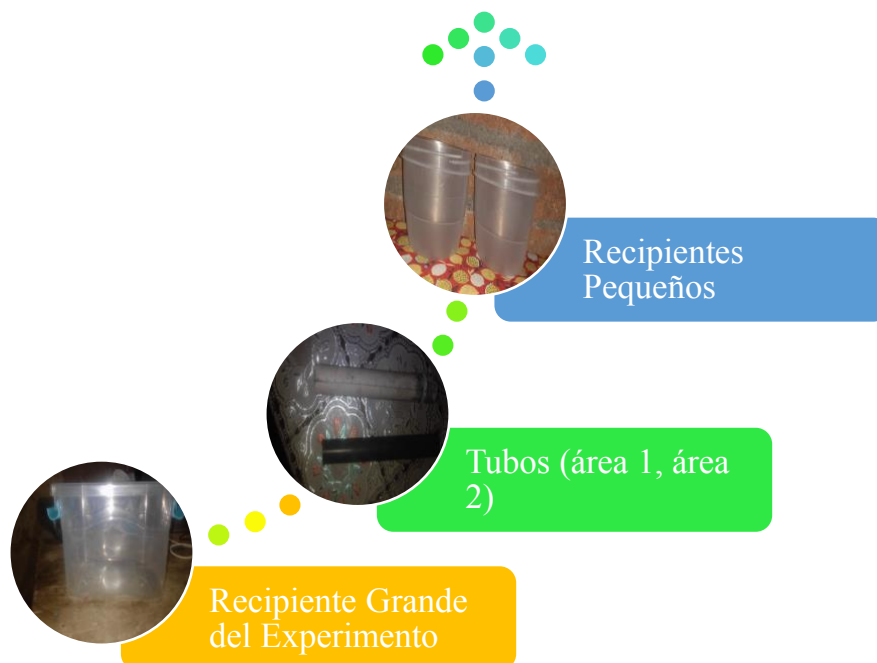 Recipientes
Pequeños
Tubos (área 1, área
2)
Recipiente Grande
del Experimento